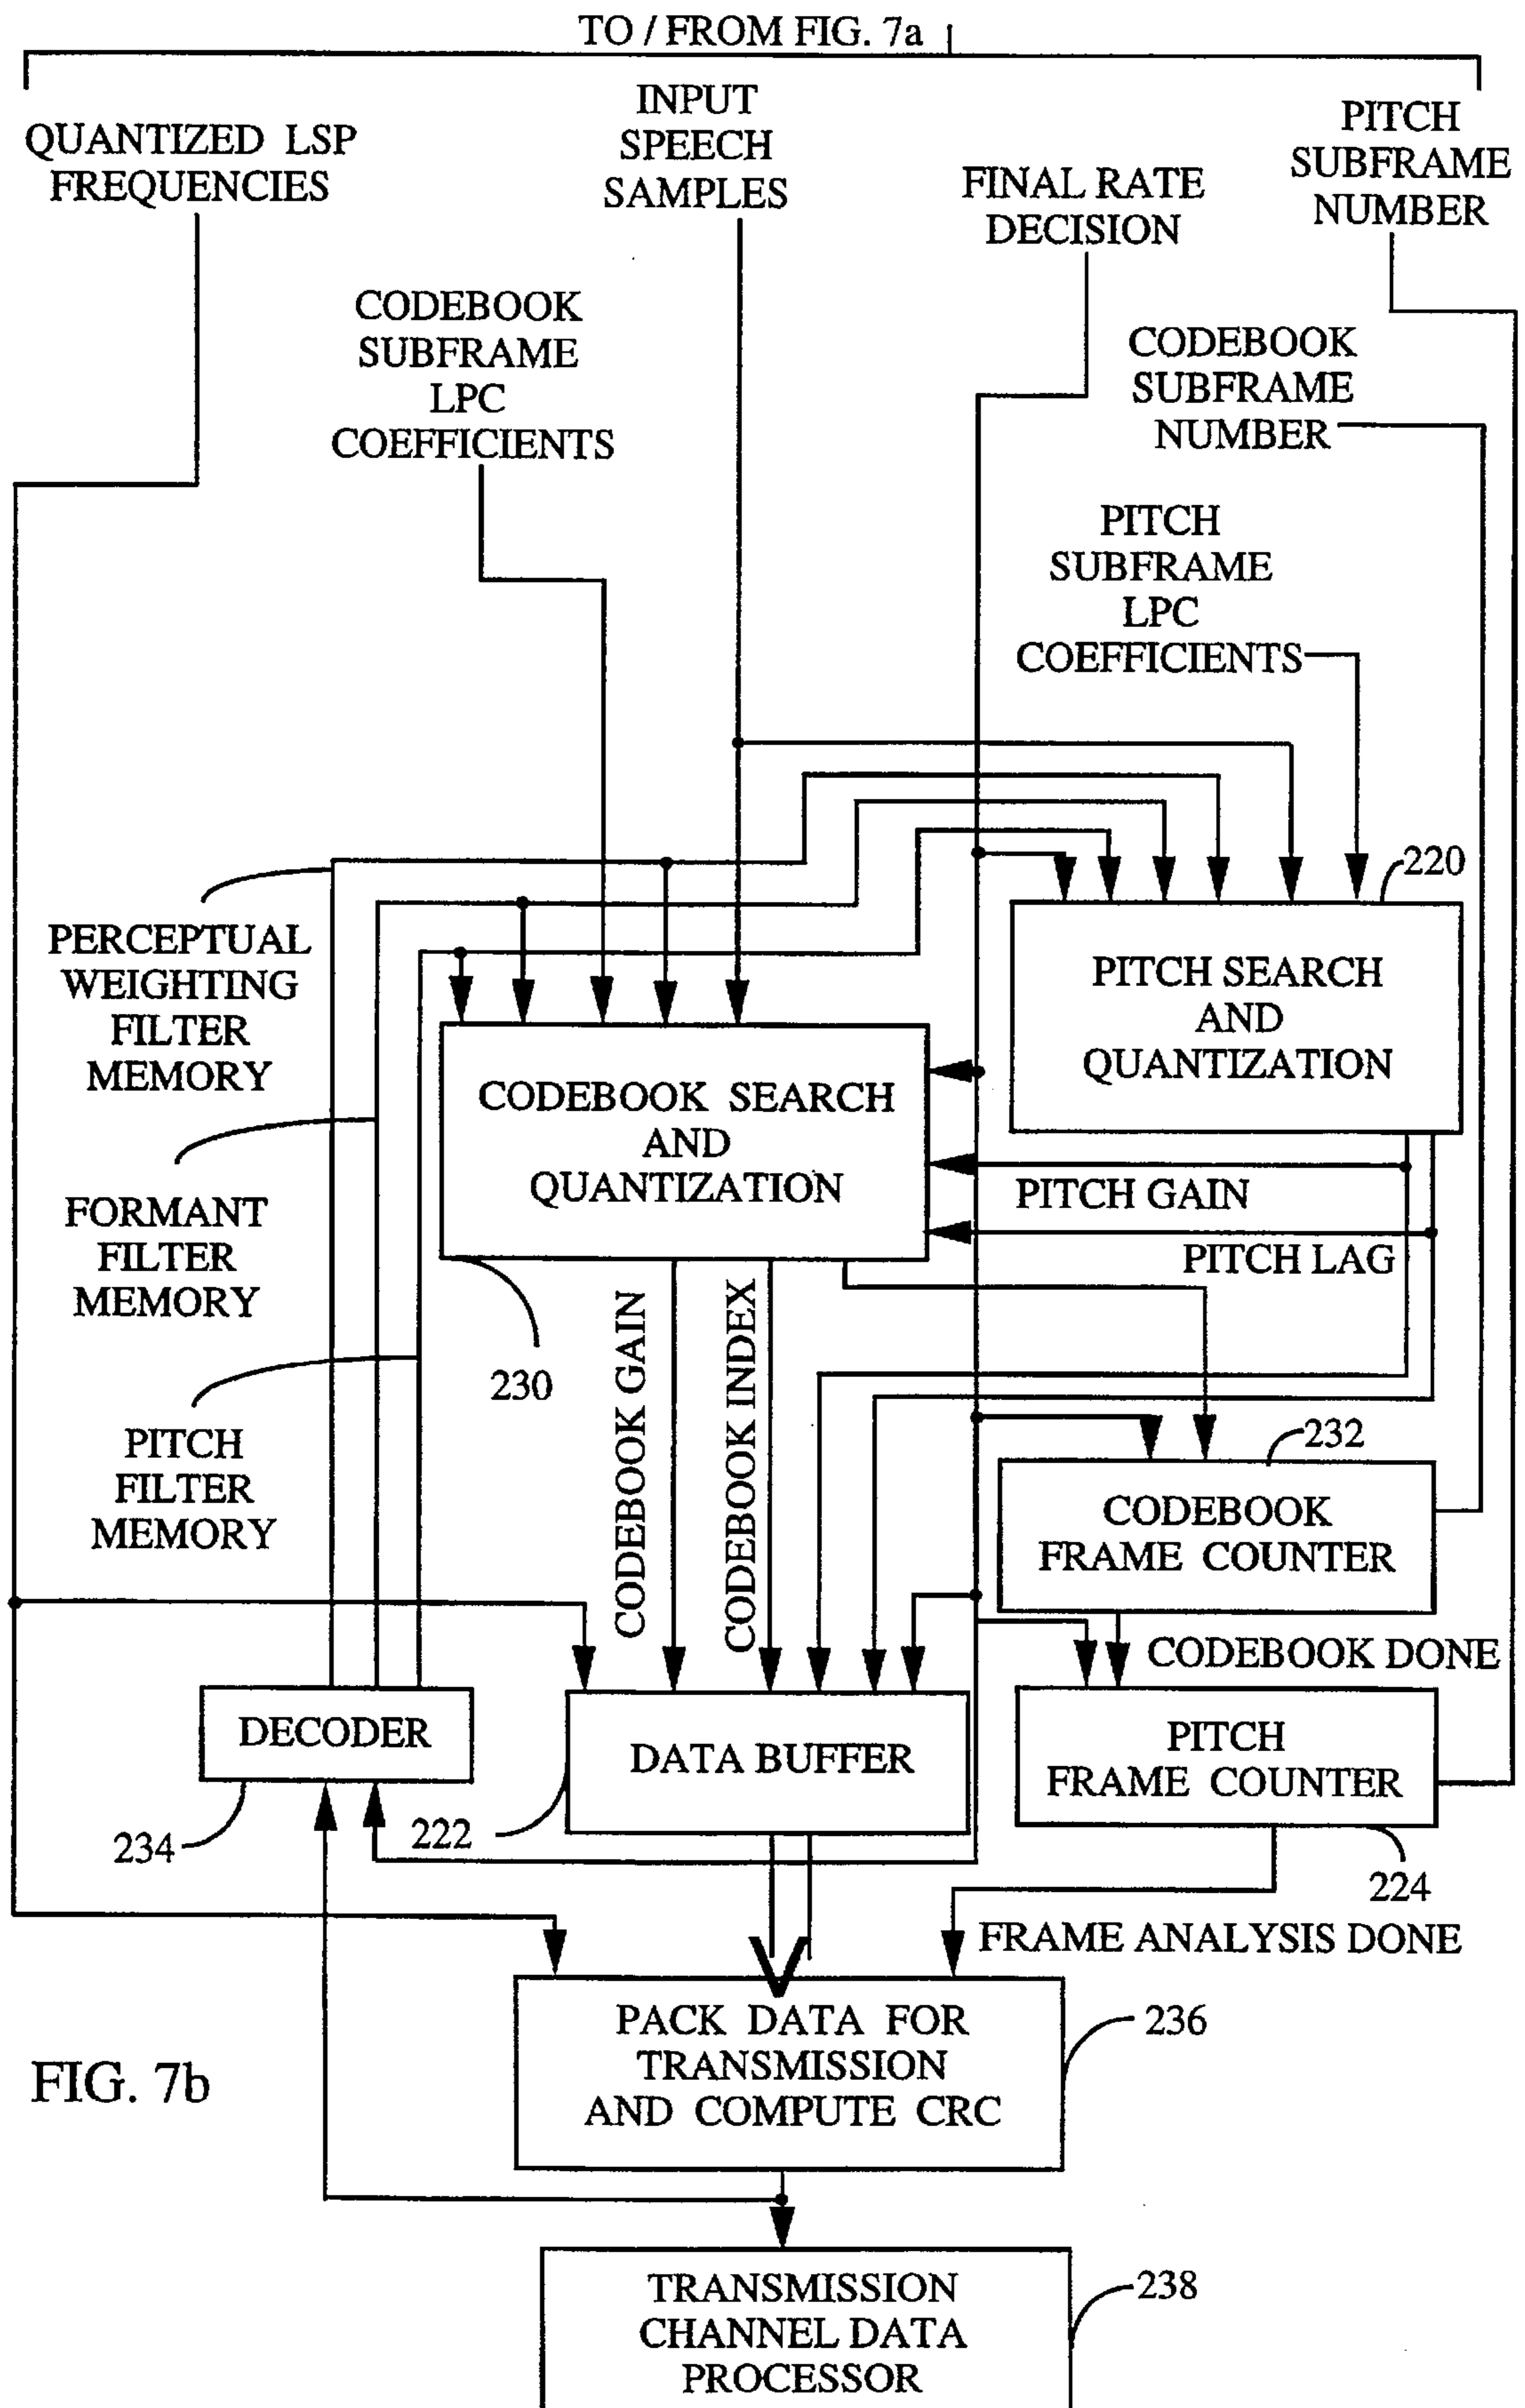 TO / FROM FIG. 7a
QUANTIZED LSP
FREQUENCIES
INPUT
SPEECH
SAMPLES
FINAL RATE
DECISION
PITCH
SUBFRAME
NUMBER
CODEBOOK
SUBFRAME
LPC
COEFFICIENTS
CODEBOOK
SUBFRAME
NUMBER
PITCH
SUBFRAME
LPC
COEFFICIENTS
220
PERCEPTUAL
WEIGHTING
FILTER
MEMORY
PITCH SEARCH
AND
QUANTIZATION
CODEBOOK SEARCH
AND
QUANTIZATION
PITCH GAIN
PITCH LAG
FORMANT
FILTER
MEMORY
230
CODEBOOK GAIN
CODEBOOK INDEX
PITCH
FILTER
MEMORY
232
CODEBOOK
FRAME COUNTER
CODEBOOK DONE
DECODER
DATA BUFFER
PITCH
FRAME COUNTER
234
222
224
FRAME ANALYSIS DONE
PACK DATA FOR
TRANSMISSION
AND COMPUTE CRC
236
FIG. 7b
TRANSMISSION
CHANNEL DATA
PROCESSOR
238